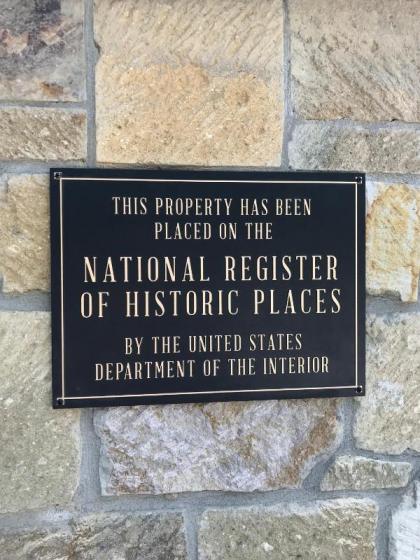 THIS PROPERTY HAS BEEN
PLACED ON THE
NATIONAL REGISTER
OF HISTORIC PLACES
BY THE UNITED STATES
DEPARTMENT OF THE INTERIOR